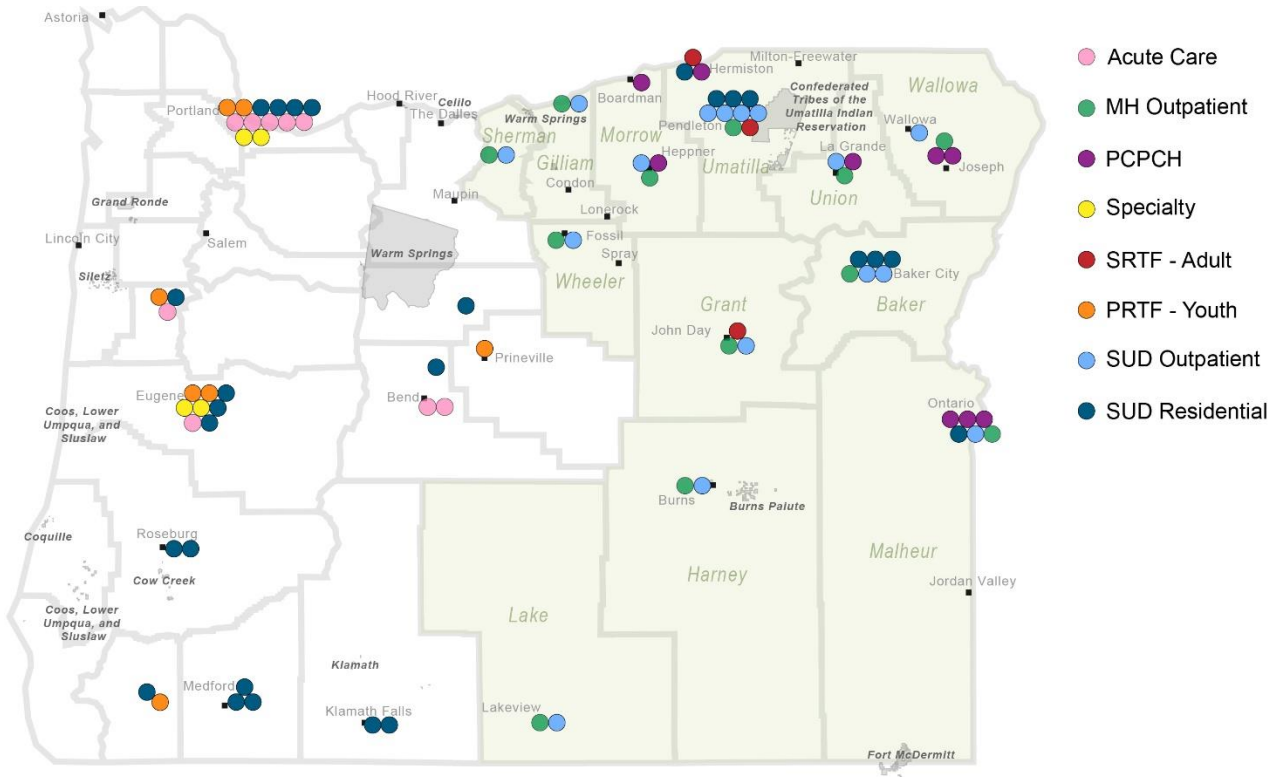 Astoria
Acute Care
MH Outpatient
PCPCH
Specialty
SRTF - Adult
PRTF - Youth
SUD Outpatient
SUD Residential
Portland
Hood River
Celilo
The Dalles
Boardman
Hermiston
Milton-Freewater
Wallowa
Confederated
Tribes of the
Umatilla Indian
Reservation
Warm Springs
Sherman
Morrow
Pendleton
Wallowa
La Grande
Joseph
Gilliam
Heppner
Umatilla
Union
Condon
Maupin
Lonerock
Grand Ronde
Lincoln City
Salem
Siletz
Warm Springs
Fossil
Spray
Wheeler
Baker City
Baker
Grant
John Day
Prineville
Bend
Eugene
Coos, Lower
Umpqua, and
Siuslaw
Ontario
Burns
Burns Paiute
Roseburg
Coquille
Cow Creek
Coos, Lower
Umpqua, and
Siuslaw
Malheur
Harney
Jordan Valley
Lake
Klamath
Medford
Klamath Falls
Lakeview
Fort McDermitt